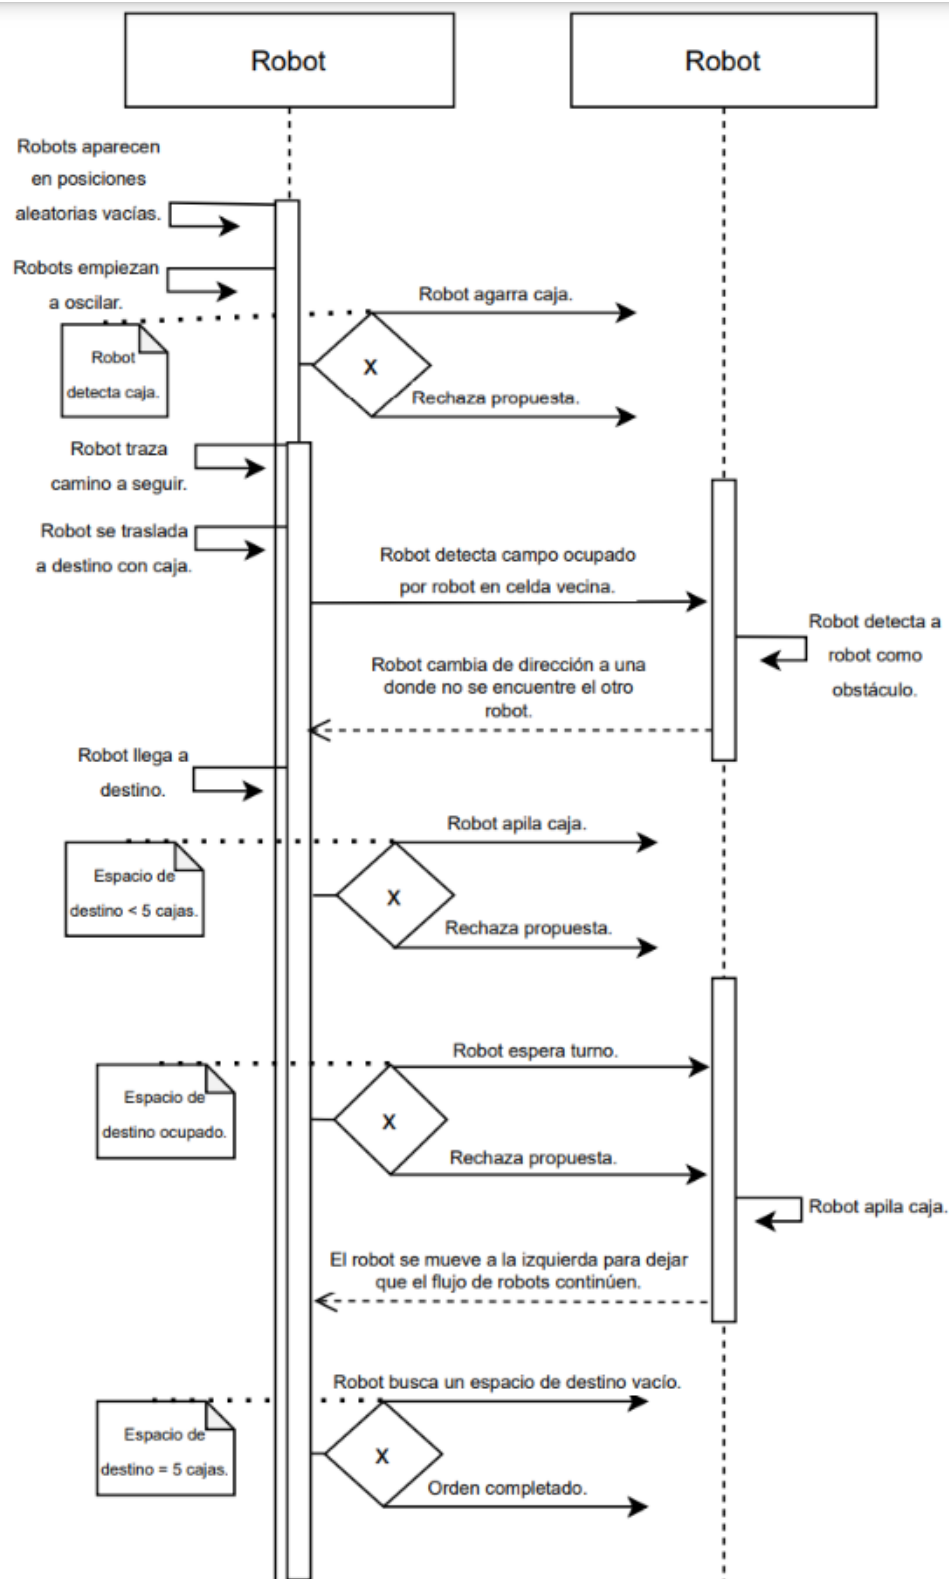 Robot
Robot
Robots aparecen
en posiciones
aleatorias vacías.
Robots empiezan
a oscilar.
Robot agarra caja.
Robot
detecta caja.
X
Rechaza propuesta.
Robot traza
camino a seguir.
Robot se traslada
a destino con caja.
Robot detecta campo ocupado
por robot en celda vecina.
Robot detecta a
robot como
obstáculo.
Robot cambia de dirección a una
donde no se encuentre el otro
robot.
Robot llega a
destino.
Robot apila caja.
Espacio de
destino < 5 cajas.
X
Rechaza propuesta.
Robot espera turno.
Espacio de
destino ocupado.
X
Rechaza propuesta.
Robot apila caja.
El robot se mueve a la izquierda para dejar
que el flujo de robots continúen.
Robot busca un espacio de destino vacío.
Espacio de
destino = 5 cajas.
X
Orden completado.